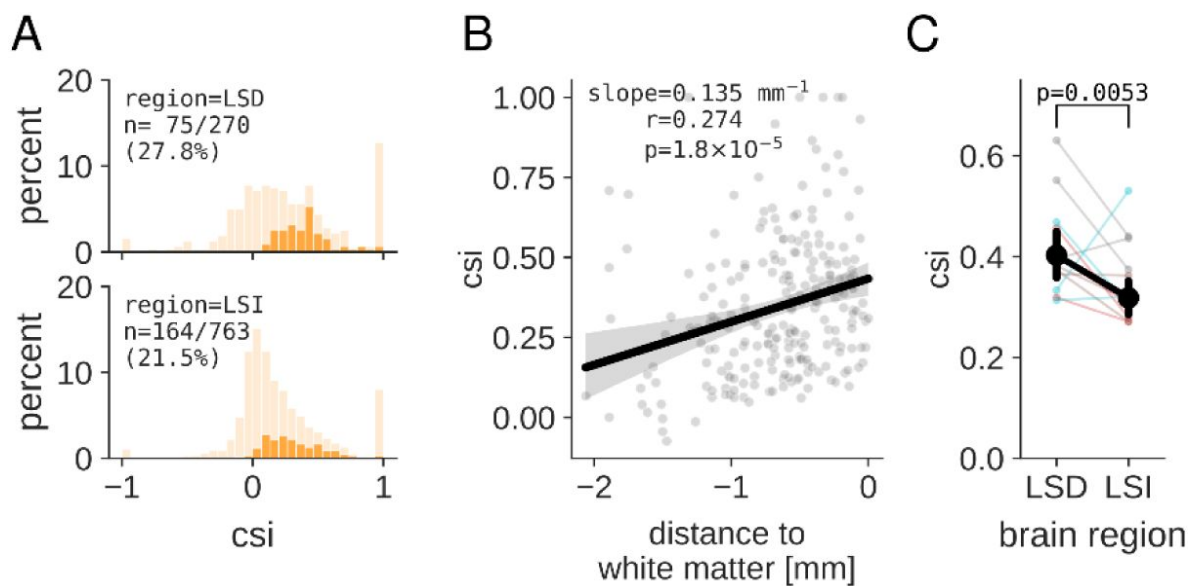 A
20
10
0
percent
region=LSD
n= 75/270
(27.8%)
20
10
0
percent
region=LSI
n=164/763
(21.5%)
−1 0 1
csi
B
1.00
0.75
0.50
0.25
0.00
csi
slope=0.135 mm⁻¹
r=0.274
p=1.8×10⁻⁵
−2 −1 0
distance to
white matter [mm]
C
p=0.0053
0.6
0.4
0.2
0.0
csi
LSD LSI
brain region